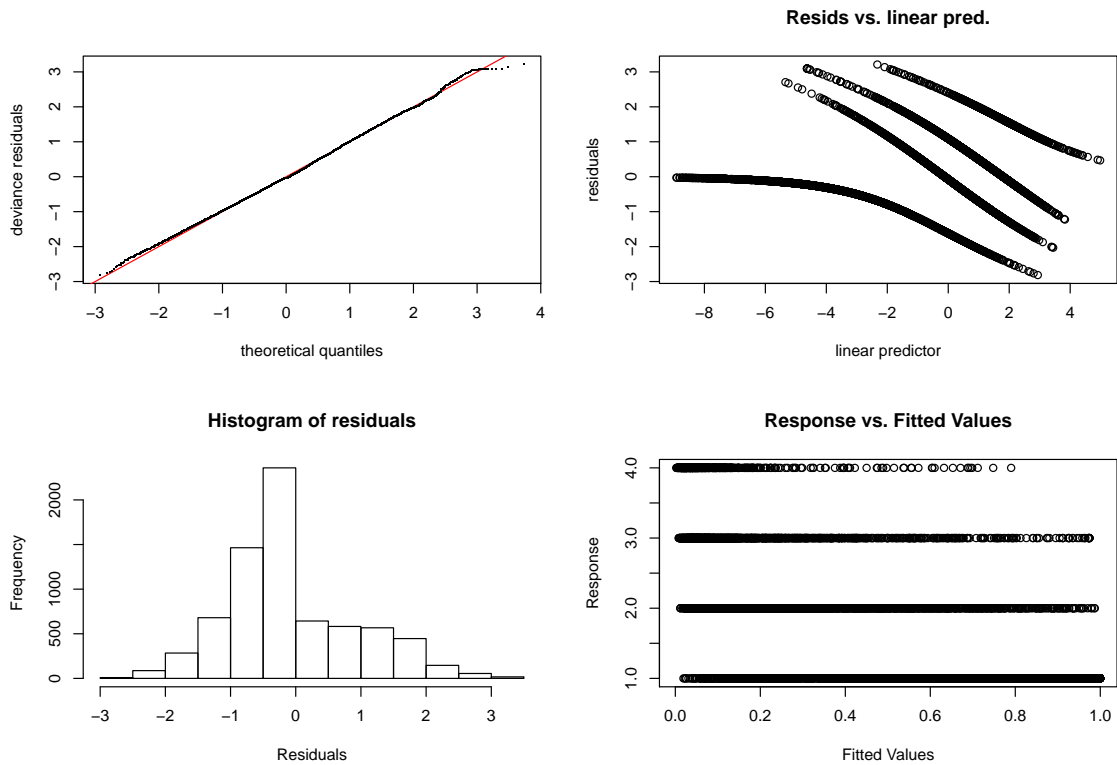 deviance residuals
3
2
1
0
−1
−2
−3
−3 −2 −1 0 1 2 3 4
theoretical quantiles
Resids vs. linear pred.
residuals
3
2
1
0
−1
−2
−3
−8 −6 −4 −2 0 2 4
linear predictor
Histogram of residuals
Frequency
2000
1000
500
0
−3 −2 −1 0 1 2 3
Residuals
Response vs. Fitted Values
Response
4.0
3.0
2.0
1.0
0.0 0.2 0.4 0.6 0.8 1.0
Fitted Values